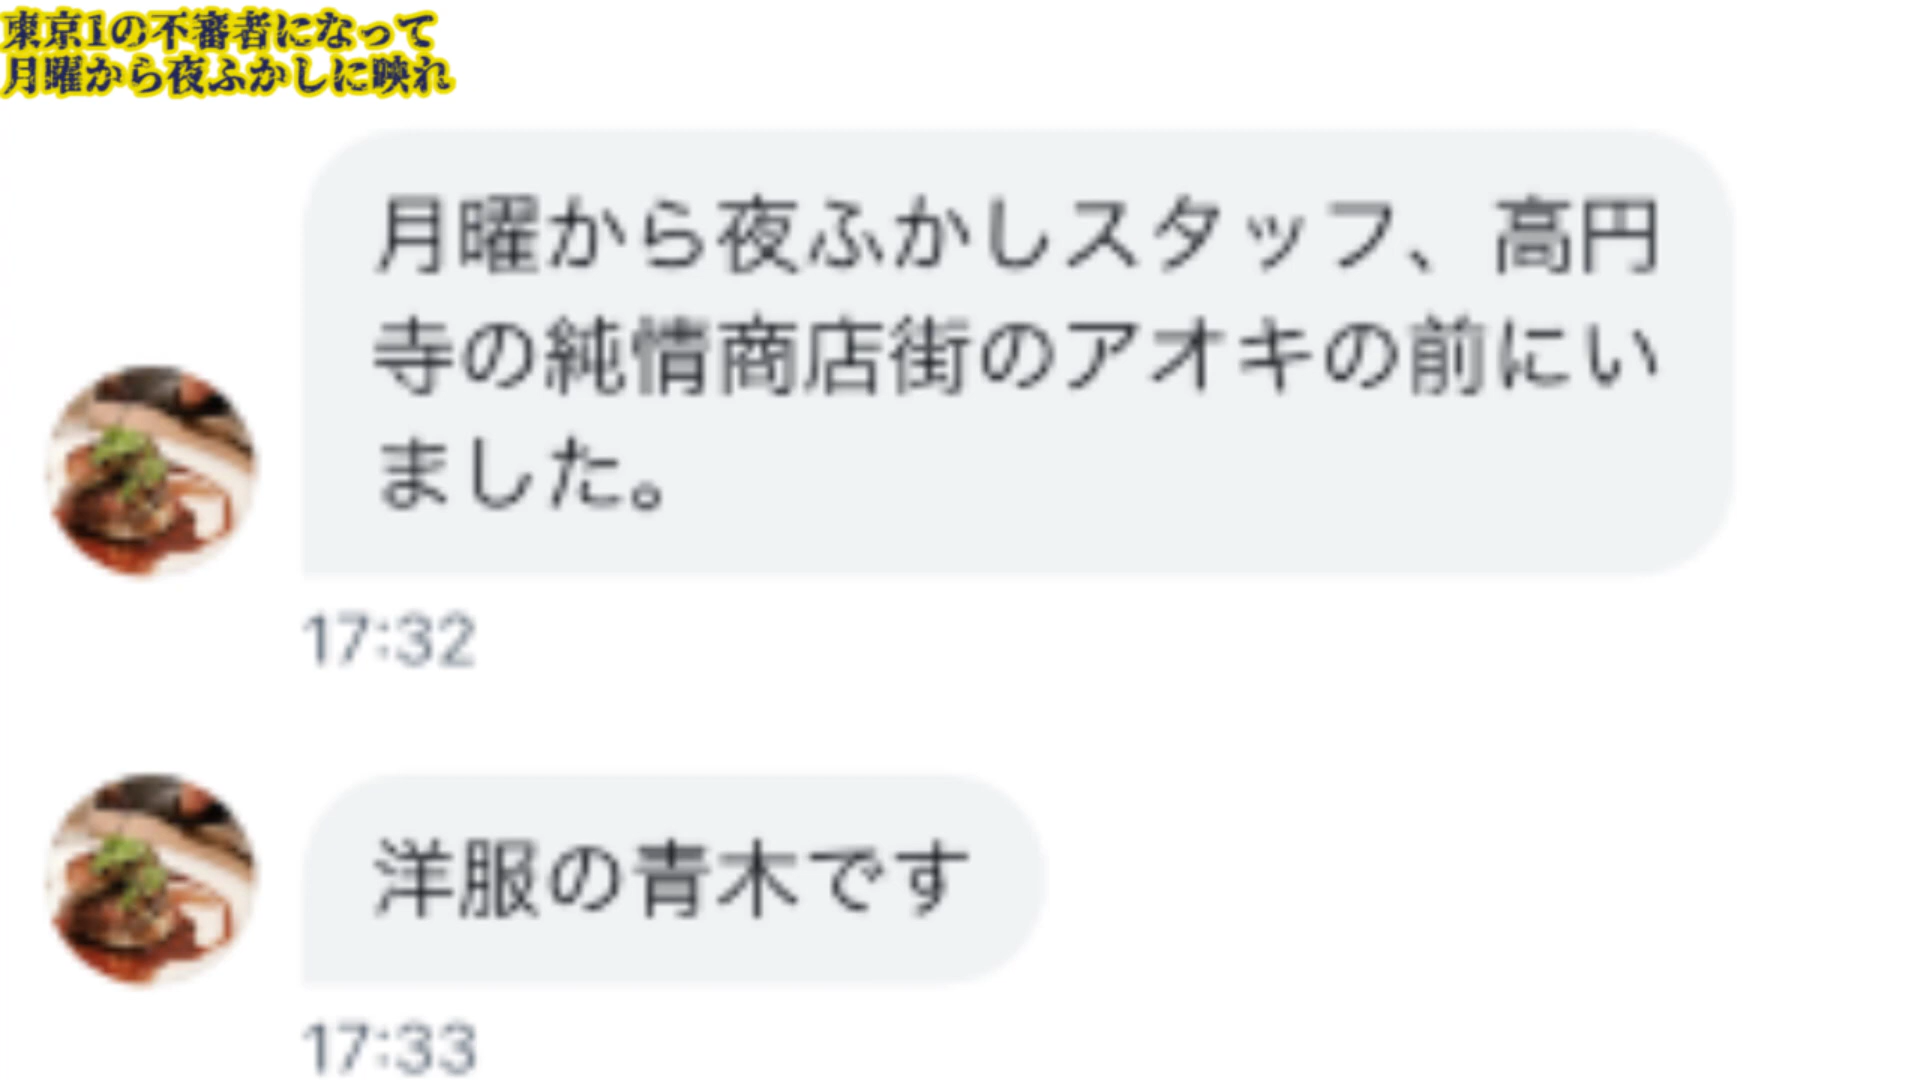 東京1の不審者になって
月曜から夜ふかしに映れ
月曜から夜ふかしスタッフ、高円
寺の純情商店街のアオキの前にい
ました。
17:32
洋服の青木です
17:33